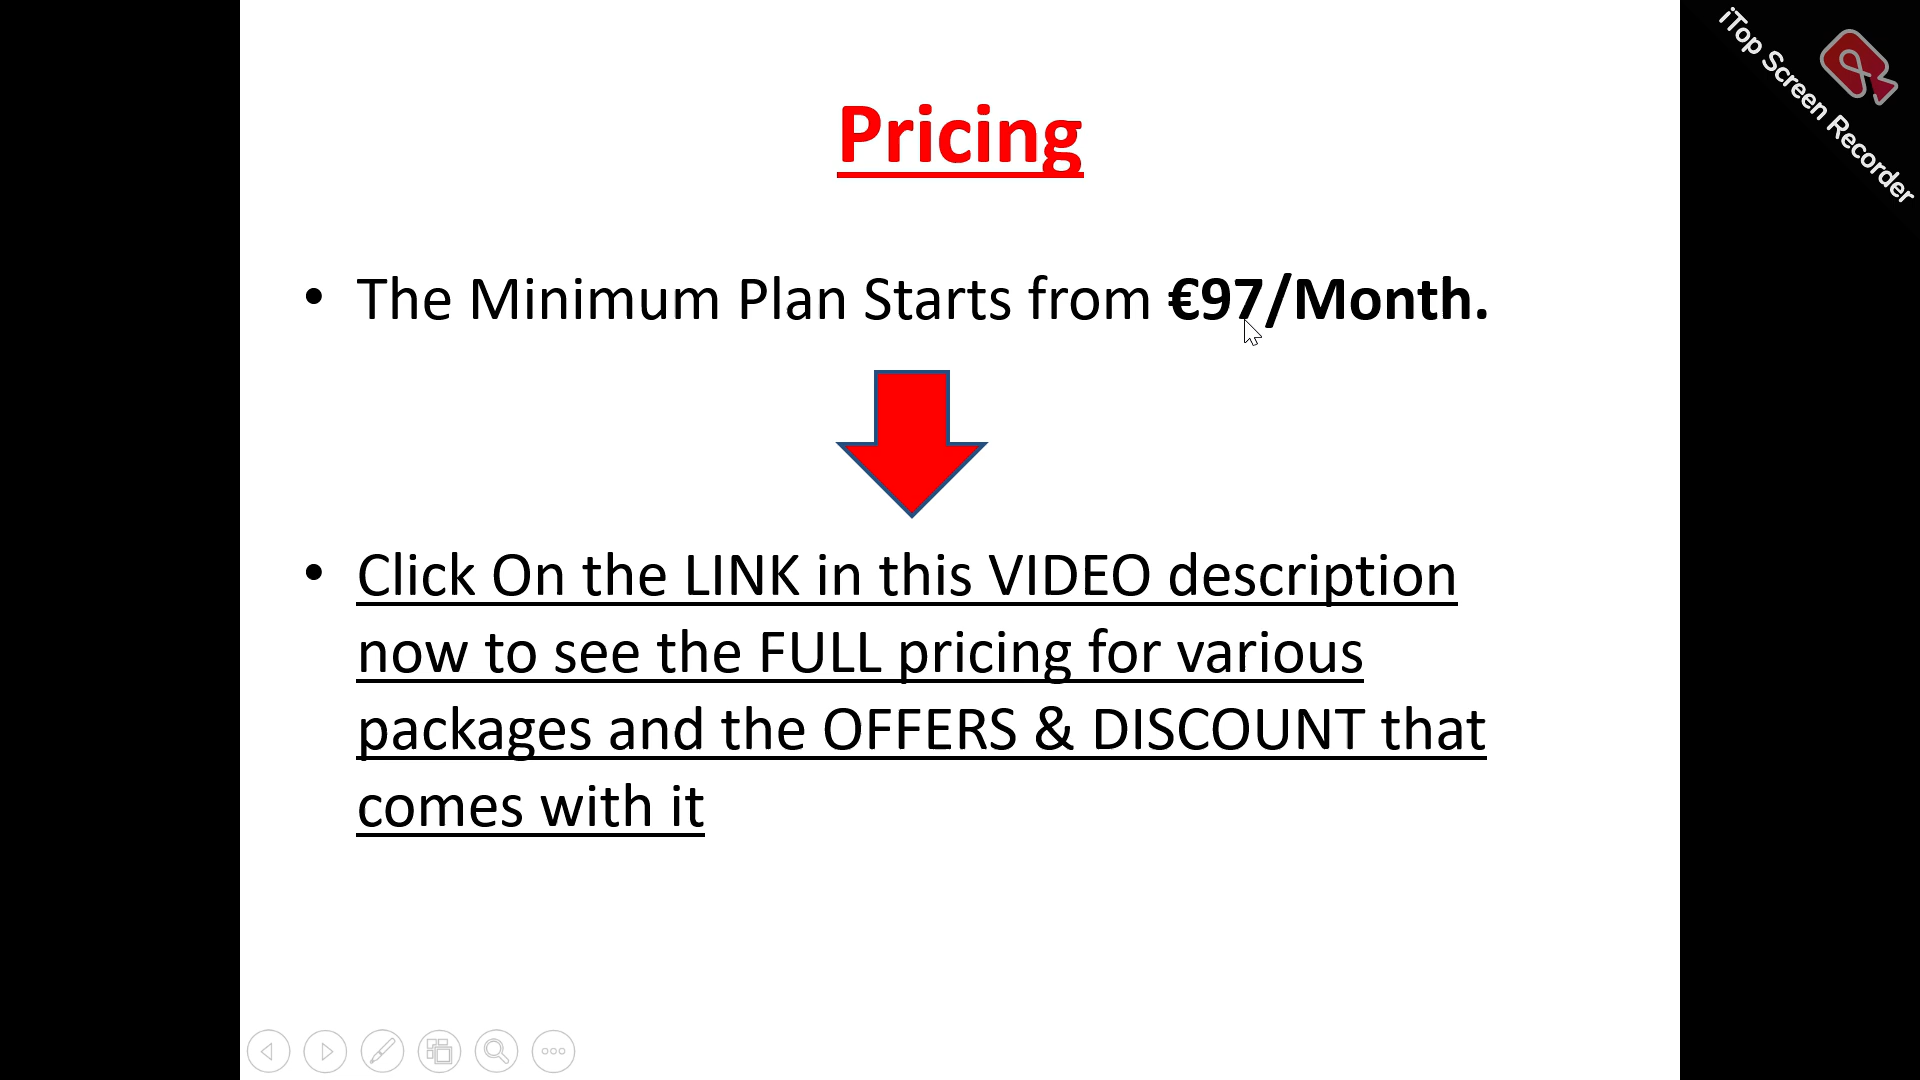 Pricing
• The Minimum Plan Starts from €97/Month.
• Click On the LINK in this VIDEO description
now to see the FULL pricing for various
packages and the OFFERS & DISCOUNT that
comes with it
iTop Screen Recorder